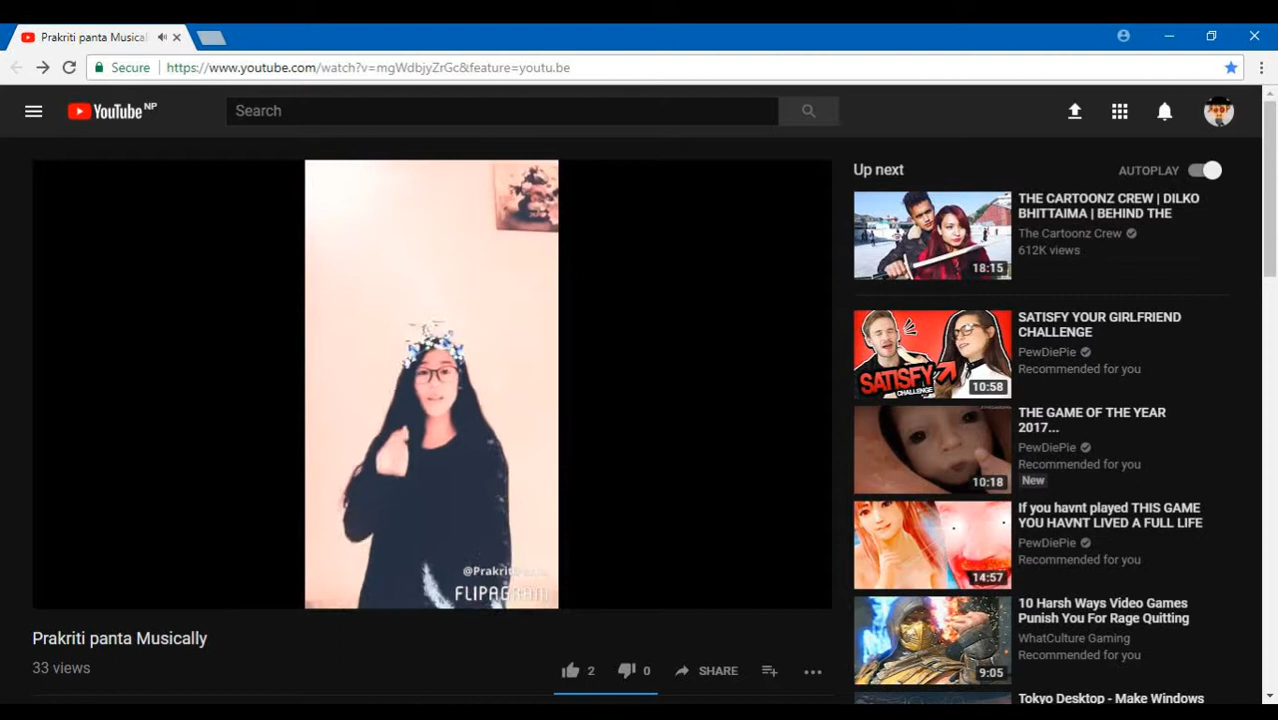 Prakriti panta Musical
Secure
https://www.youtube.com/watch?v=mgWdbjyZrGc&feature=youtu.be
YouTube NP
Search
@Prakriti
FLIPAGRAM
Prakriti panta Musically
33 views
2
0
SHARE
Up next
AUTOPLAY
THE CARTOONZ CREW | DILKO
BHITTAIMA | BEHIND THE
The Cartoonz Crew
612K views
18:15
SATISFY YOUR GIRLFRIEND
CHALLENGE
PewDiePie
Recommended for you
SATISFY
CHALLENGE
10:58
THE GAME OF THE YEAR
2017...
PewDiePie
Recommended for you
New
10:18
If you havnt played THIS GAME
YOU HAVNT LIVED A FULL LIFE
PewDiePie
Recommended for you
14:57
10 Harsh Ways Video Games
Punish You For Rage Quitting
WhatCulture Gaming
Recommended for you
9:05
Tokyo Desktop - Make Windows